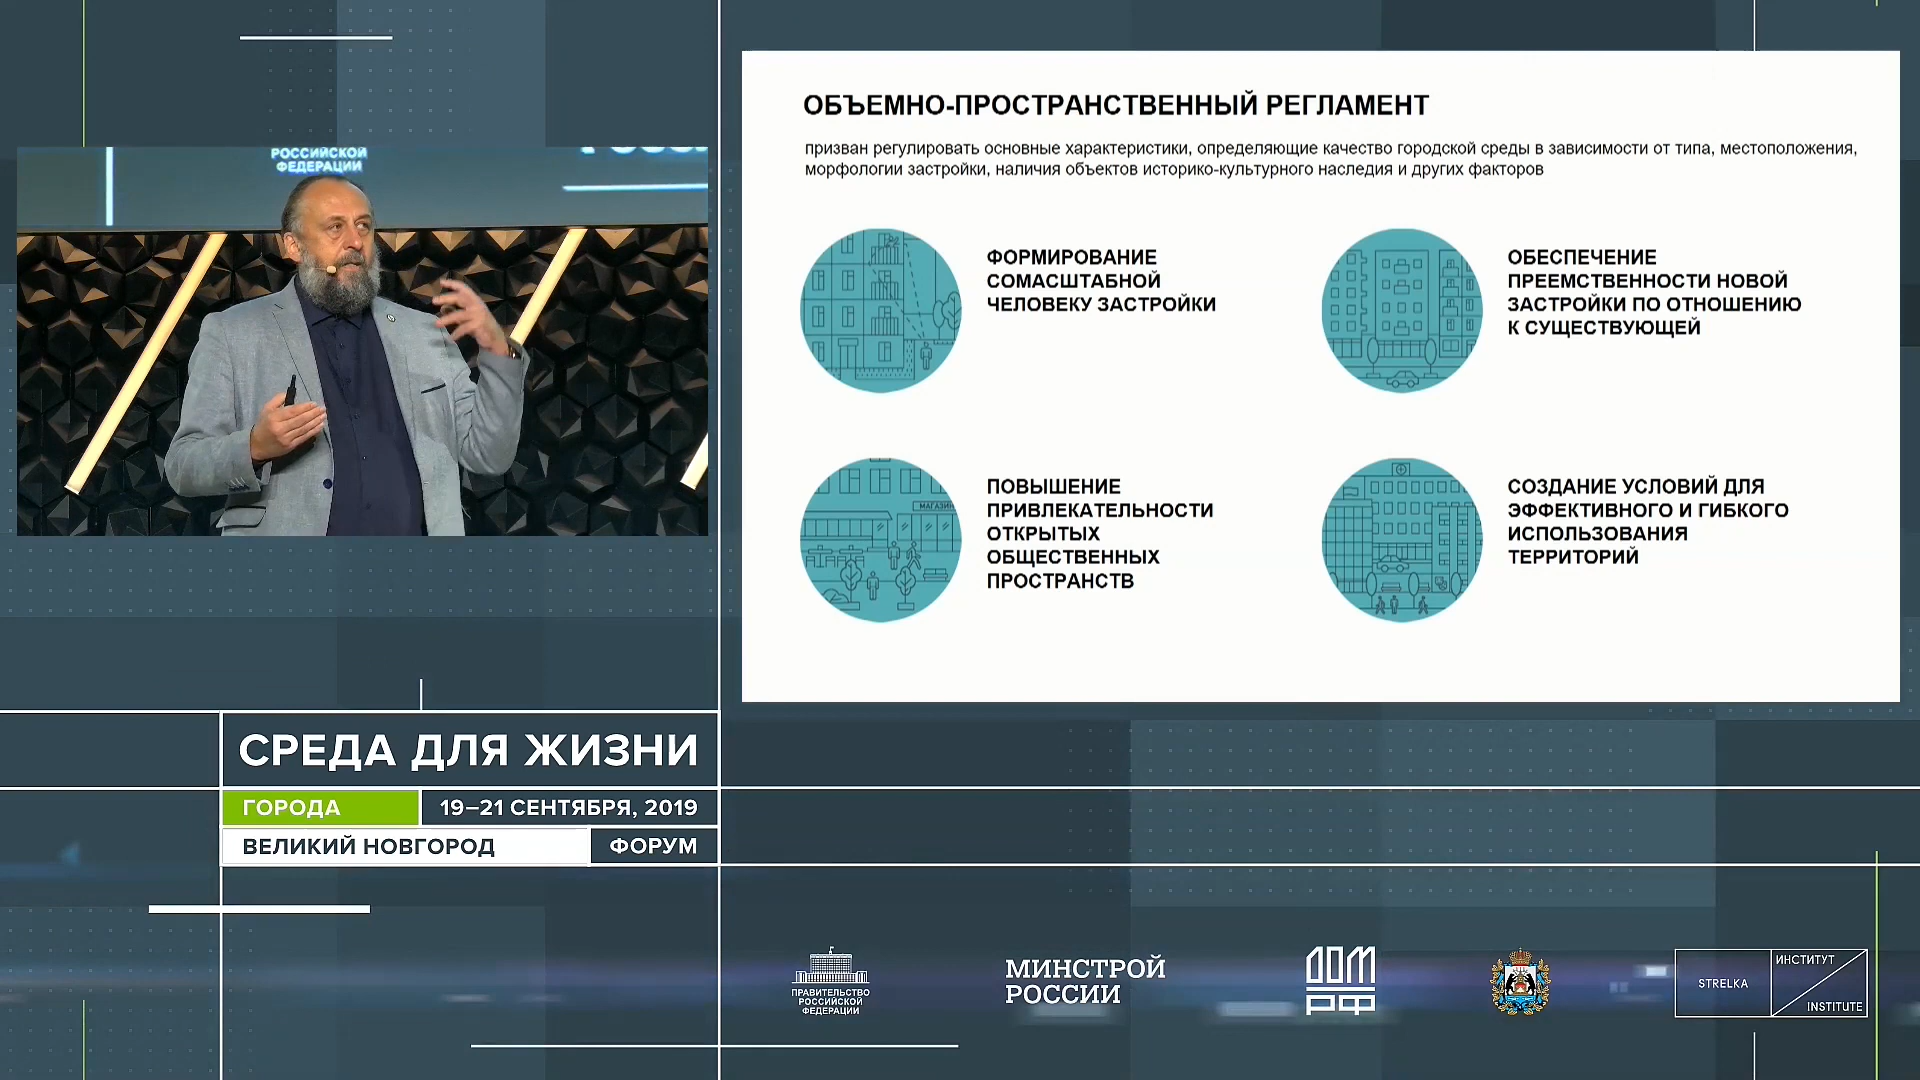 РОССИЙСКОЙ
ФЕДЕРАЦИИ
ОБЪЕМНО-ПРОСТРАНСТВЕННЫЙ РЕГЛАМЕНТ
призван регулировать основные характеристики, определяющие качество городской среды в зависимости от типа, местоположения,
морфологии застройки, наличия объектов историко-культурного наследия и других факторов
ФОРМИРОВАНИЕ
СОМАСШТАБНОЙ
ЧЕЛОВЕКУ ЗАСТРОЙКИ
ОБЕСПЕЧЕНИЕ
ПРЕЕМСТВЕННОСТИ НОВОЙ
ЗАСТРОЙКИ ПО ОТНОШЕНИЮ
К СУЩЕСТВУЮЩЕЙ
МАГАЗИН
ПОВЫШЕНИЕ
ПРИВЛЕКАТЕЛЬНОСТИ
ОТКРЫТЫХ
ОБЩЕСТВЕННЫХ
ПРОСТРАНСТВ
СОЗДАНИЕ УСЛОВИЙ ДЛЯ
ЭФФЕКТИВНОГО И ГИБКОГО
ИСПОЛЬЗОВАНИЯ
ТЕРРИТОРИЙ
СРЕДА ДЛЯ ЖИЗНИ
ГОРОДА
19–21 СЕНТЯБРЯ, 2019
ВЕЛИКИЙ НОВГОРОД
ФОРУМ
ПРАВИТЕЛЬСТВО
РОССИЙСКОЙ
ФЕДЕРАЦИИ
МИНСТРОЙ
РОССИИ
ДОМ
РФ
STRELKA
ИНСТИТУТ
INSTITUTE